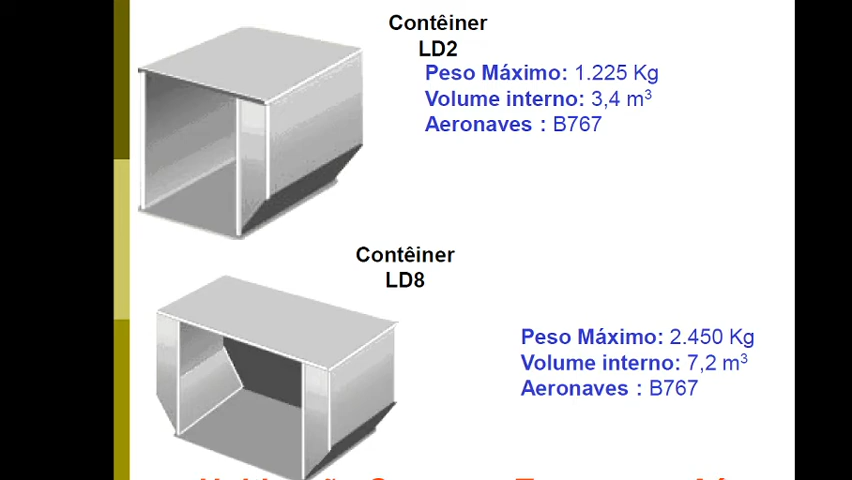 Contêiner
LD2
Peso Máximo: 1.225 Kg
Volume interno: 3,4 m³
Aeronaves : B767
Contêiner
LD8
Peso Máximo: 2.450 Kg
Volume interno: 7,2 m³
Aeronaves : B767